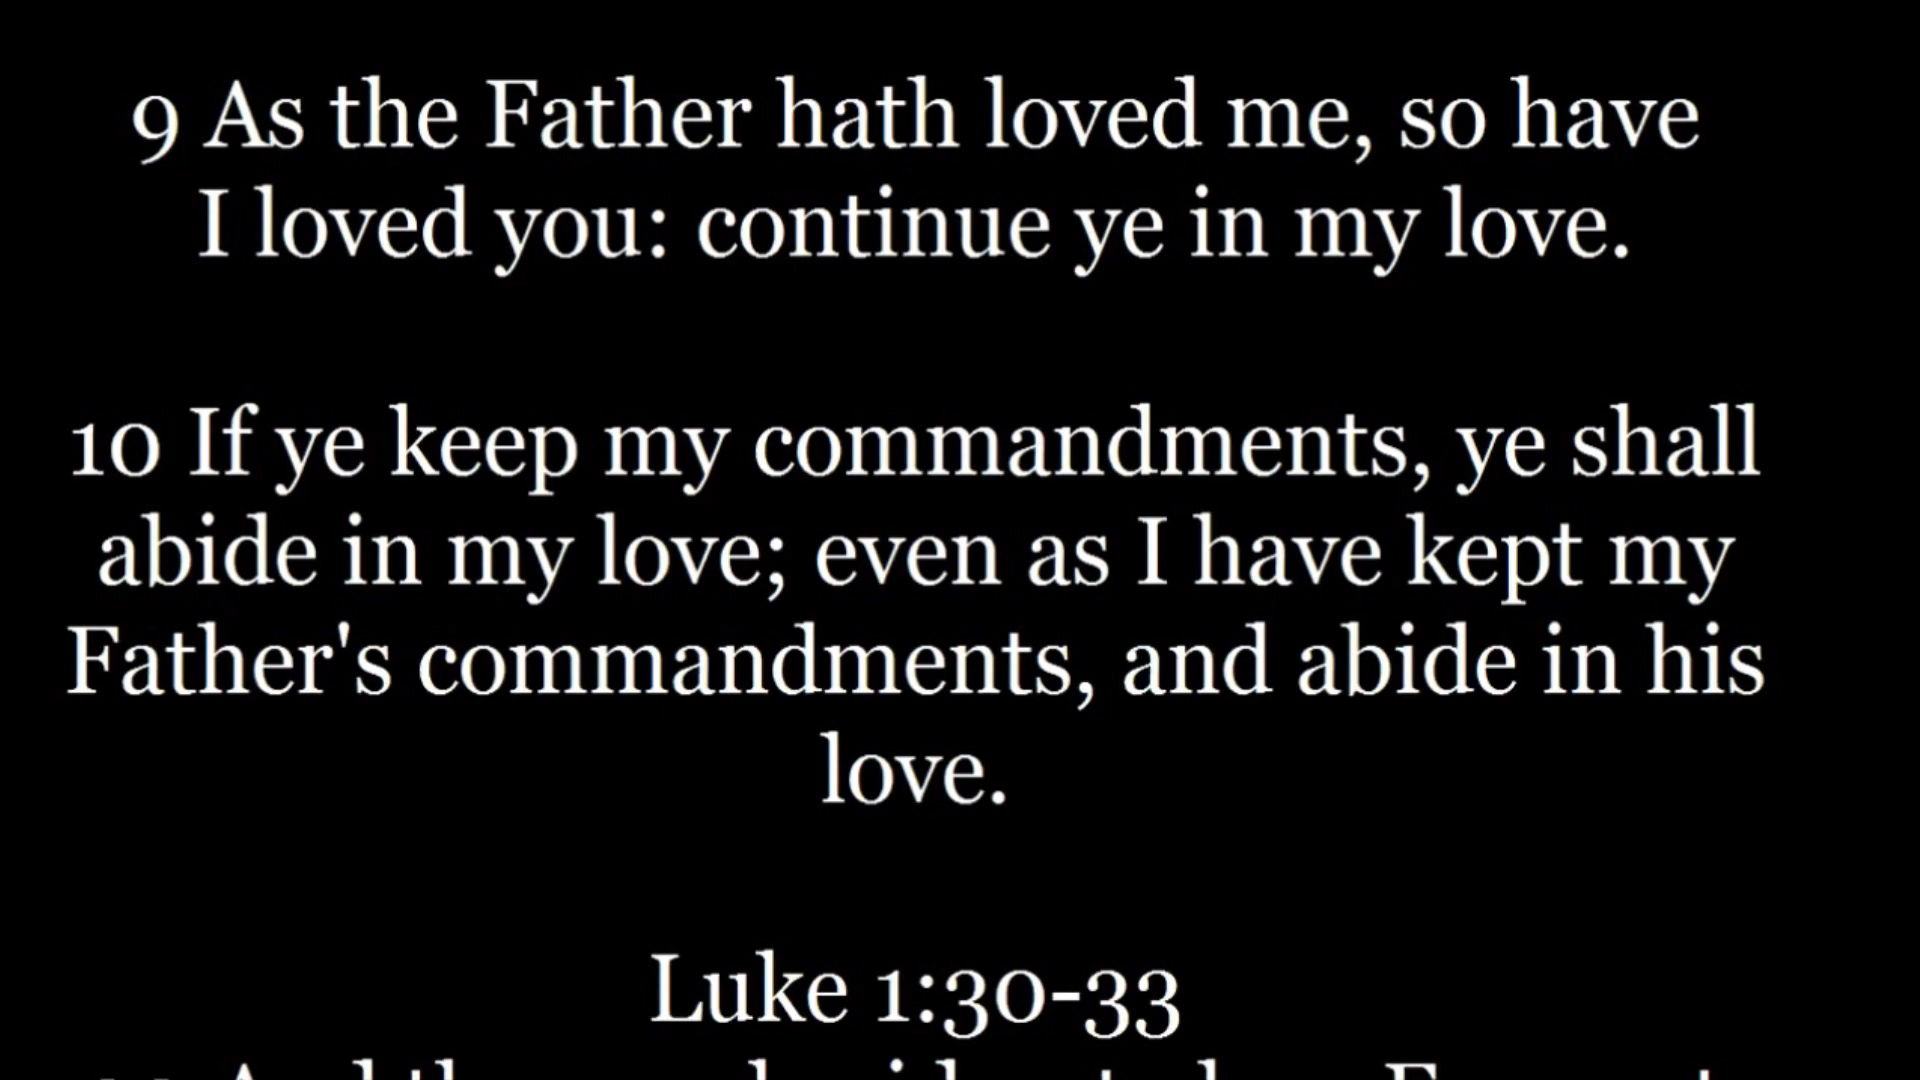 9 As the Father hath loved me, so have
I loved you: continue ye in my love.
10 If ye keep my commandments, ye shall
abide in my love; even as I have kept my
Father's commandments, and abide in his
love.
Luke 1:30-33